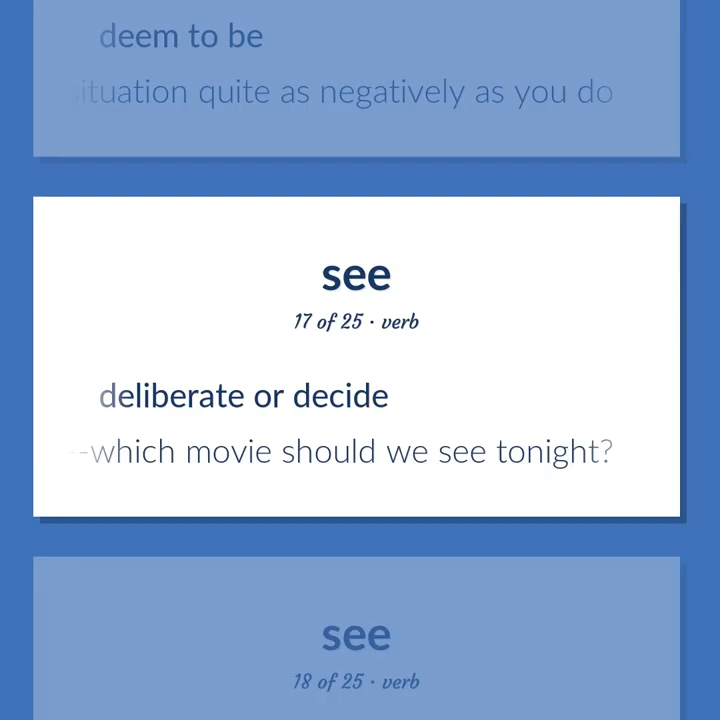 deem to be
situation quite as negatively as you do
see
17 of 25 · verb
deliberate or decide
--which movie should we see tonight?
see
18 of 25 · verb